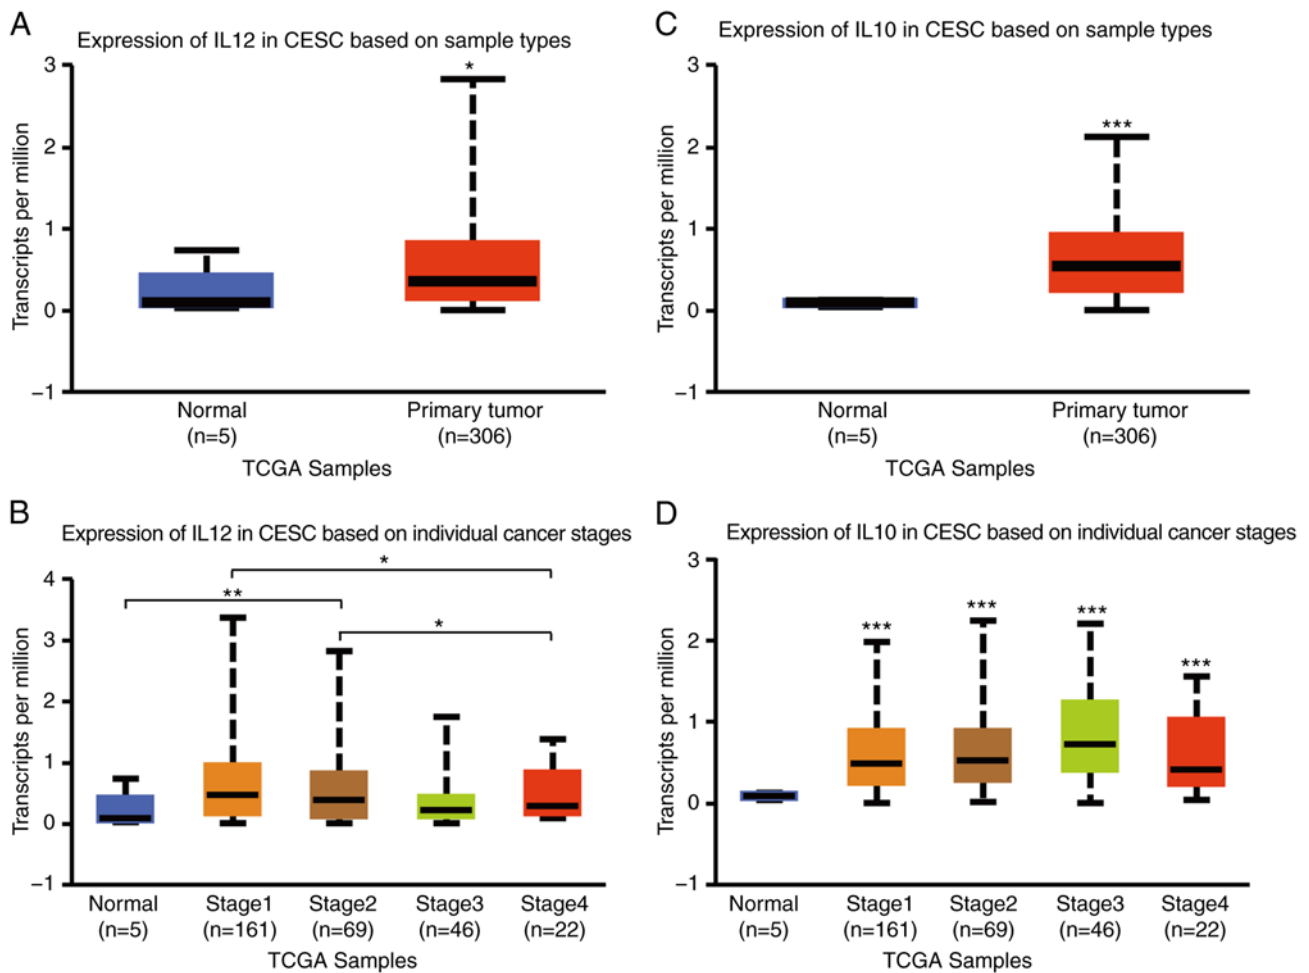 A
Expression of IL12 in CESC based on sample types
Transcripts per million
3
*
2
1
0
−1
Normal
(n=5)
Primary tumor
(n=306)
TCGA Samples
C
Expression of IL10 in CESC based on sample types
Transcripts per million
3
***
2
1
0
−1
Normal
(n=5)
Primary tumor
(n=306)
TCGA Samples
B
Expression of IL12 in CESC based on individual cancer stages
Transcripts per million
4
*
**
3
*
2
1
0
−1
Normal
(n=5)
Stage1
(n=161)
Stage2
(n=69)
Stage3
(n=46)
Stage4
(n=22)
TCGA Samples
D
Expression of IL10 in CESC based on individual cancer stages
Transcripts per million
3
***
***
***
***
2
1
0
−1
Normal
(n=5)
Stage1
(n=161)
Stage2
(n=69)
Stage3
(n=46)
Stage4
(n=22)
TCGA Samples